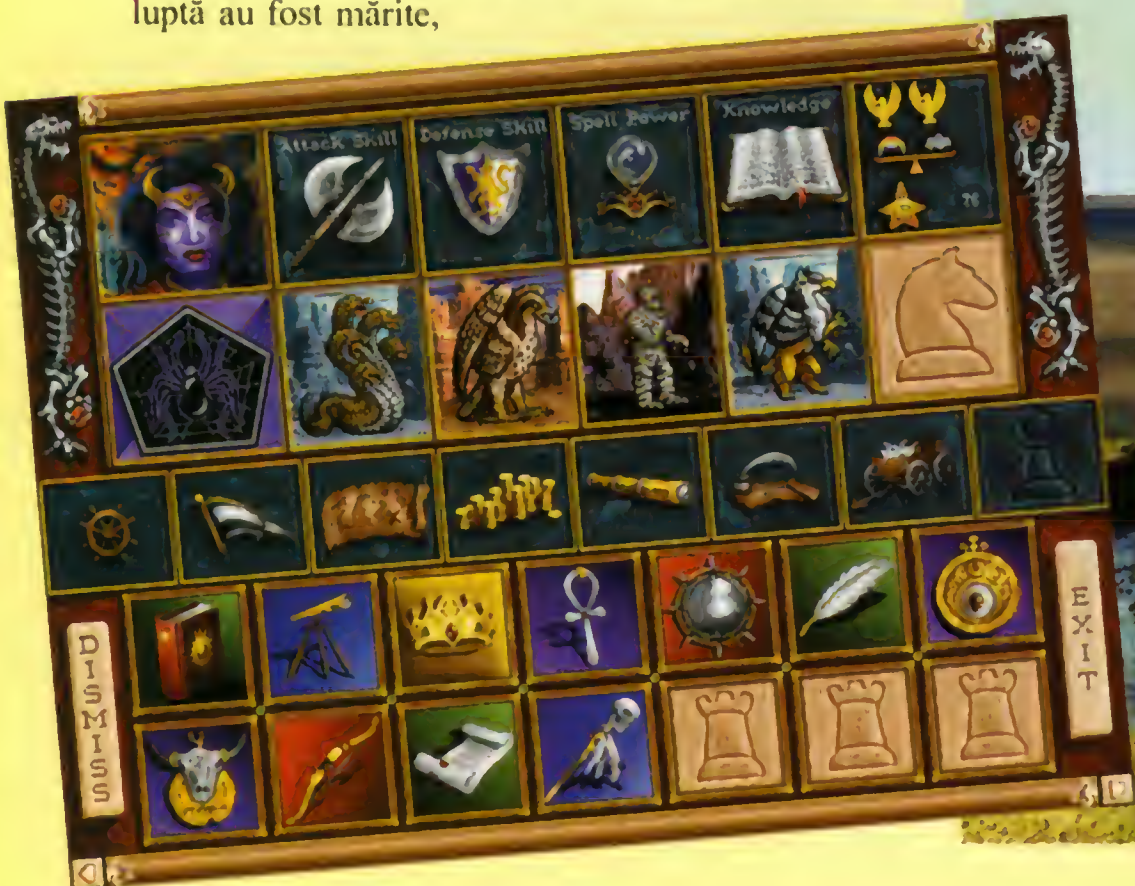 luptă au fost mărite,
Attack Skill
Defense Skill
Spell Power
Knowledge
DISMISS
EXIT